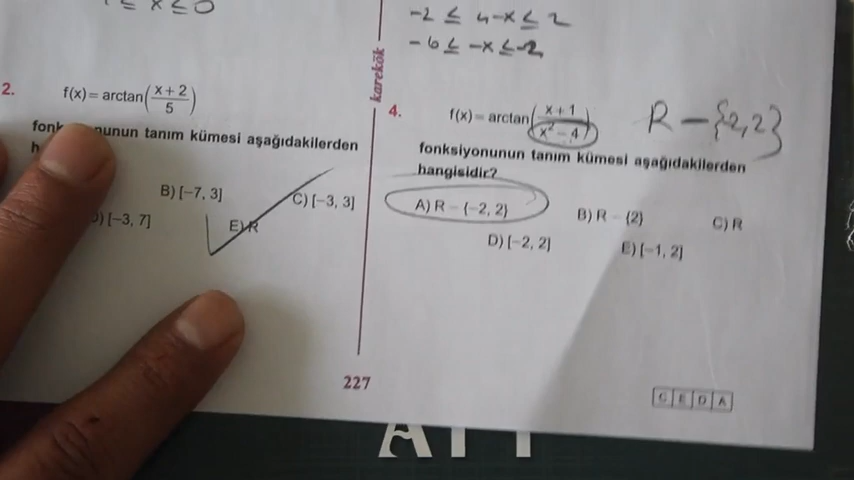 ≤ x ≤ 0
-2 ≤ 4-x ≤ 2
-6 ≤ -x ≤ -2
karekök
2. f(x) = arctan((x + 2)/5)
nunun tanım kümesi aşağıdakilerden
h
B) [-7, 3]
C) [-3, 3]
[-3, 7]
E) R
4. f(x) = arctan((x + 1)/(x² - 4))
R - {2,2}
fonksiyonunun tanım kümesi aşağıdakilerden
hangisidir?
A) R - {-2, 2}
B) R - {2}
C) R
D) [-2, 2]
E) [-1, 2]
227
C E D A